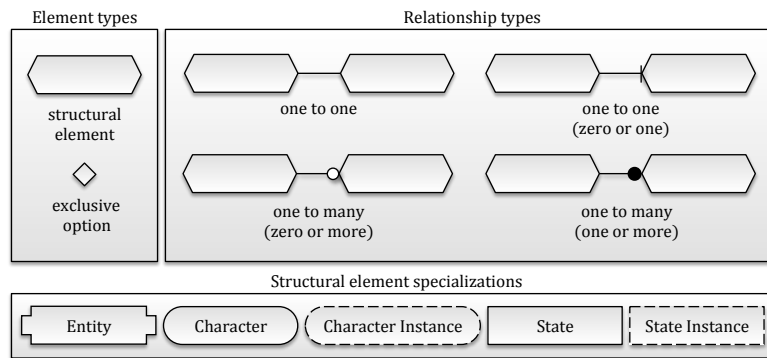 Element types
Relationship types
structural
element
exclusive
option
one to one
one to one
(zero or one)
one to many
(zero or more)
one to many
(one or more)
Structural element specializations
Entity
Character
Character Instance
State
State Instance